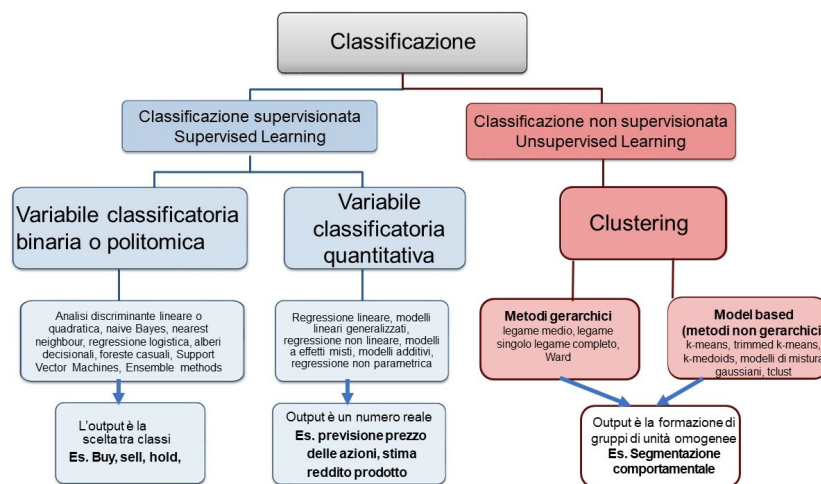 Classificazione
Classificazione supervisionata
Supervised Learning
Classificazione non supervisionata
Unsupervised Learning
Variabile classificatoria
binaria o politomica
Variabile
classificatoria
quantitativa
Clustering
Analisi discriminante lineare o
quadratica, naive Bayes, nearest
neighbour, regressione logistica, alberi
decisionali, foreste casuali, Support
Vector Machines, Ensemble methods
Regressione lineare, modelli
lineari generalizzati,
regressione non lineare, modelli
a effetti misti, modelli additivi,
regressione non parametrica
Metodi gerarchici
legame medio, legame
singolo legame completo,
Ward
Model based
(metodi non gerarchici)
k-means, trimmed k-means,
k-medoids, modelli di mistura
gaussiani, tclust
L'output è la
scelta tra classi
Es. Buy, sell, hold,
Output è un numero reale
Es. previsione prezzo
delle azioni, stima
reddito prodotto
Output è la formazione di
gruppi di unità omogenee
Es. Segmentazione
comportamentale